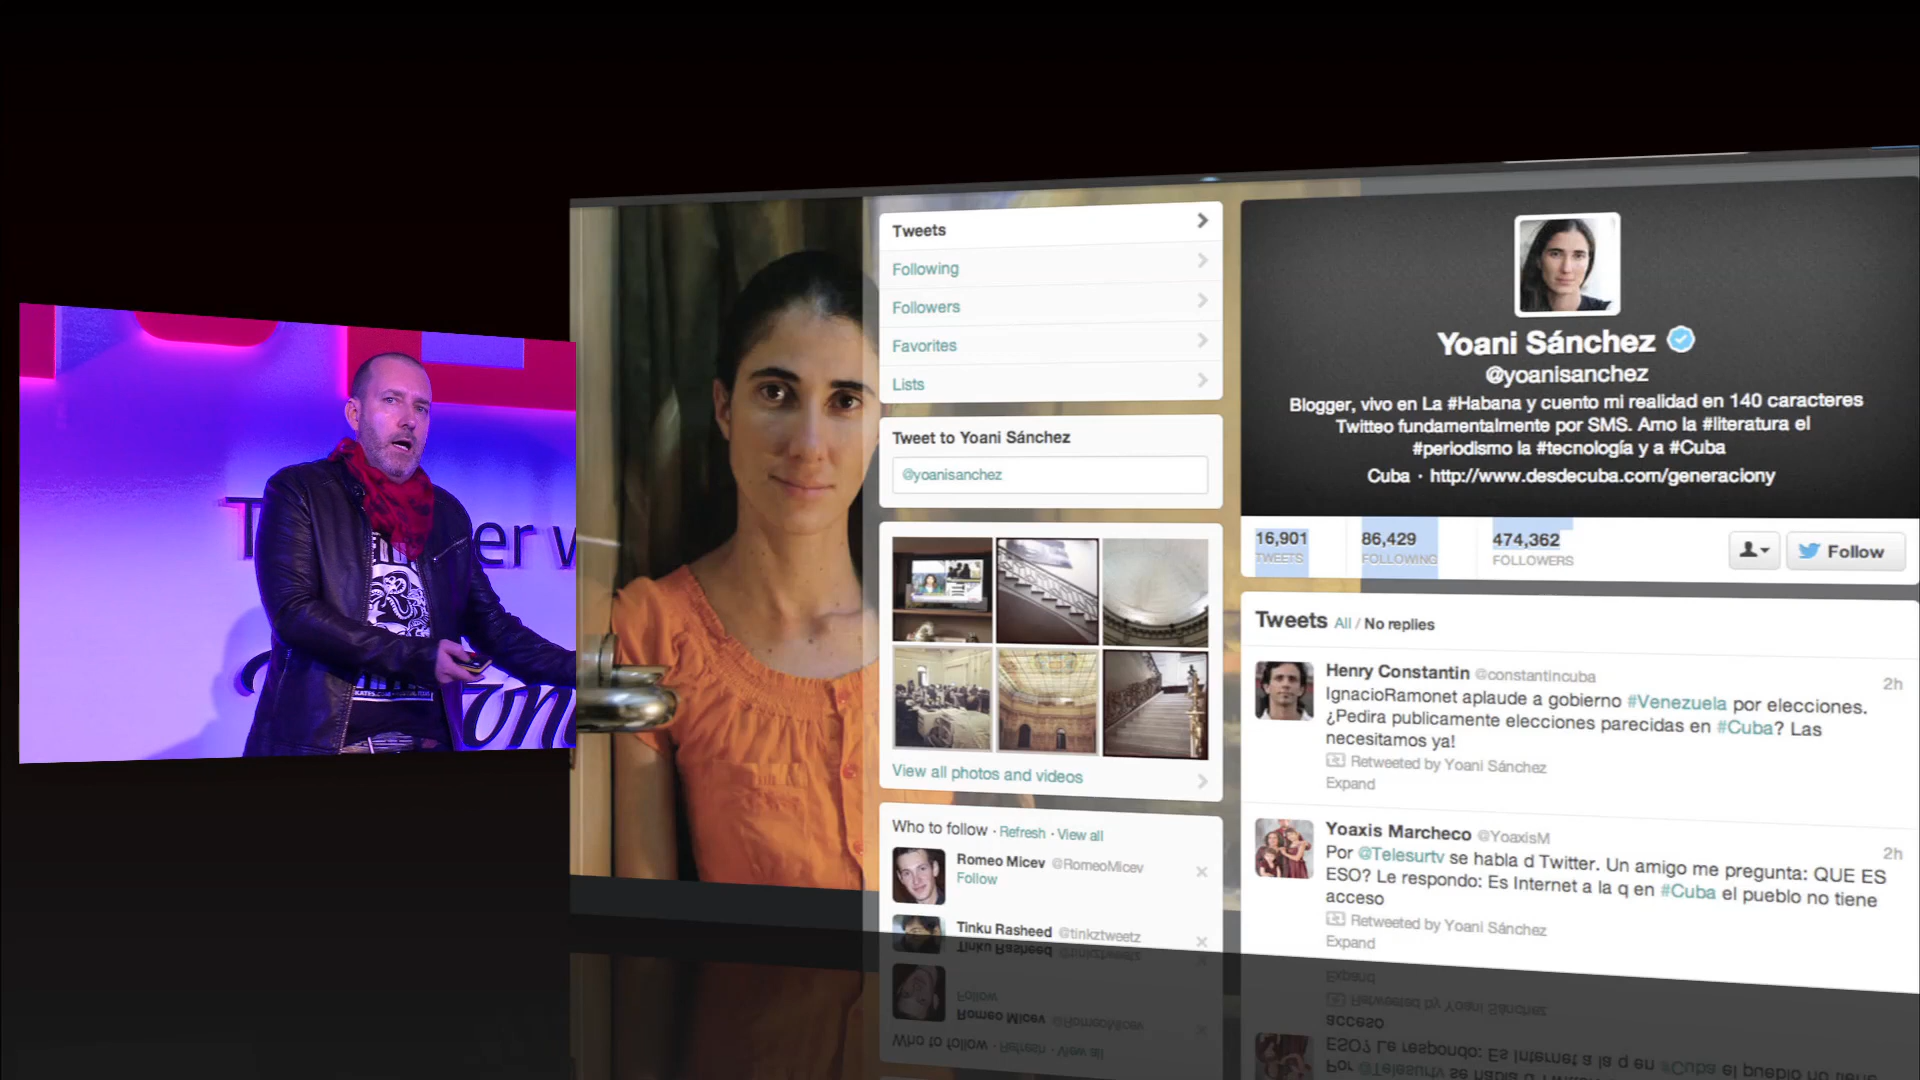 Tweets
Following
Followers
Favorites
Lists
Tweet to Yoani Sánchez
@yoanisanchez
View all photos and videos
Who to follow · Refresh · View all
Romeo Micev @RomeoMicev
Follow
Tinku Rasheed @tinkztweetz
Yoani Sánchez
@yoanisanchez
Blogger, vivo en La #Habana y cuento mi realidad en 140 caracteres
Twitteo fundamentalmente por SMS. Amo la #literatura el
#periodismo la #tecnología y a #Cuba
Cuba · http://www.desdecuba.com/generaciony
16,901
TWEETS
86,429
FOLLOWING
474,362
FOLLOWERS
Follow
Tweets All / No replies
Henry Constantin @constantincuba
2h
IgnacioRamonet aplaude a gobierno #Venezuela por elecciones.
¿Pedira publicamente elecciones parecidas en #Cuba? Las
necesitamos ya!
Retweeted by Yoani Sánchez
Expand
Yoaxis Marcheco @YoaxisM
2h
Por @Telesurtv se habla d Twitter. Un amigo me pregunta: QUE ES
ESO? Le respondo: Es Internet a la q en #Cuba el pueblo no tiene
acceso
Retweeted by Yoani Sánchez
Expand